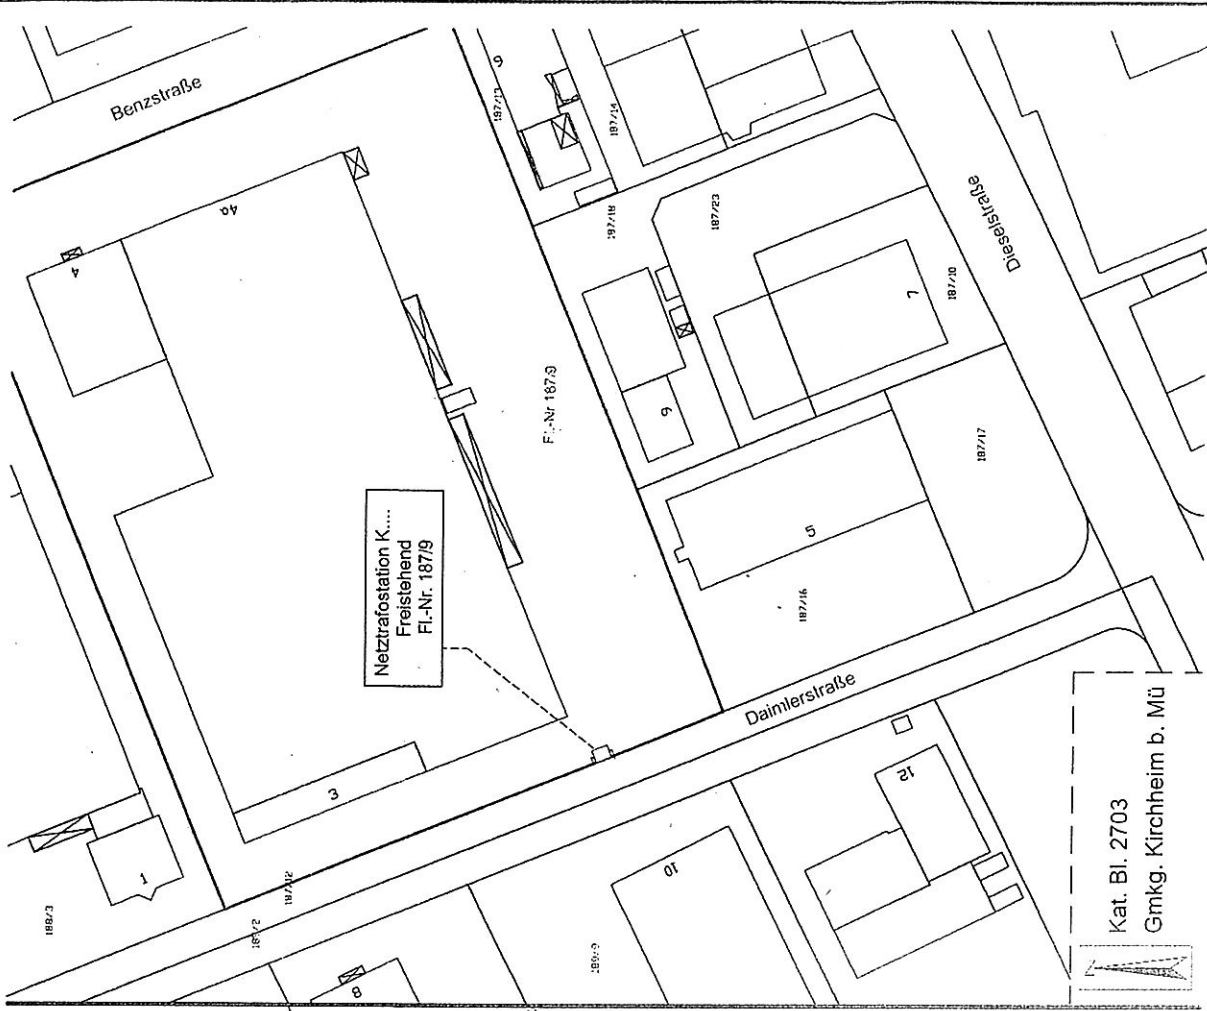 Benzstraße
6
187/13
187/14
4a
4
187/18
187/23
Dieselstraße
187/10
7
Fl.-Nr 187/9
9
Netztrafostation K....
Freistehend
Fl.-Nr. 187/9
187/17
5
187/16
Daimlerstraße
3
1
188/3
187/12
10
12
8
Kat. Bl. 2703
Gmkg. Kirchheim b. Mü